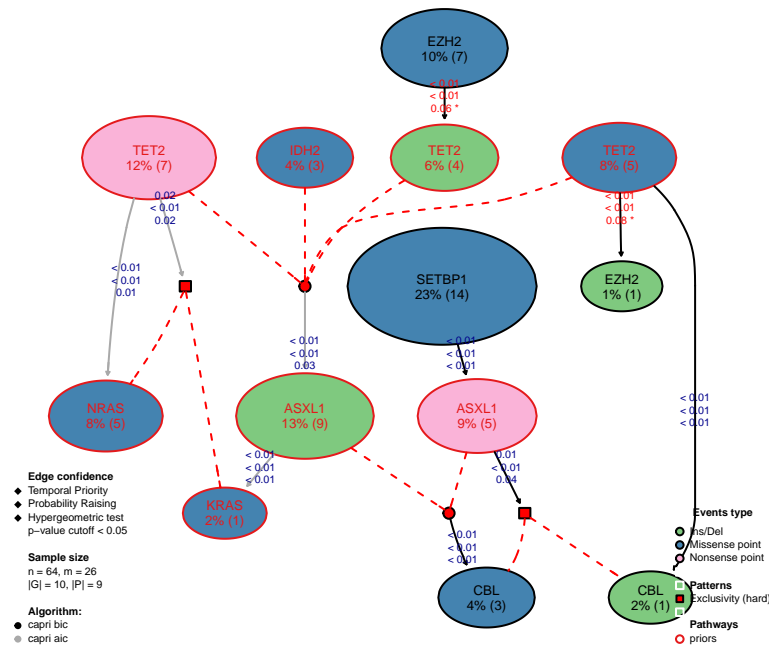 EZH2
10% (7)
< 0.01
< 0.01
0.06 *
TET2
12% (7)
IDH2
4% (3)
TET2
6% (4)
TET2
8% (5)
0.02
< 0.01
0.02
< 0.01
< 0.01
0.08 *
< 0.01
< 0.01
0.01
SETBP1
23% (14)
EZH2
1% (1)
< 0.01
< 0.01
0.03
< 0.01
< 0.01
< 0.01
NRAS
8% (5)
ASXL1
13% (9)
ASXL1
9% (5)
< 0.01
< 0.01
< 0.01
< 0.01
< 0.01
< 0.01
0.01
< 0.01
0.04
KRAS
2% (1)
< 0.01
< 0.01
< 0.01
CBL
4% (3)
CBL
2% (1)
Edge confidence
Temporal Priority
Probability Raising
Hypergeometric test
p−value cutoff < 0.05
Sample size
n = 64, m = 26
|G| = 10, |P| = 9
Algorithm:
capri bic
capri aic
Events type
Ins/Del
Missense point
Nonsense point
Patterns
Exclusivity (hard)
Pathways
priors